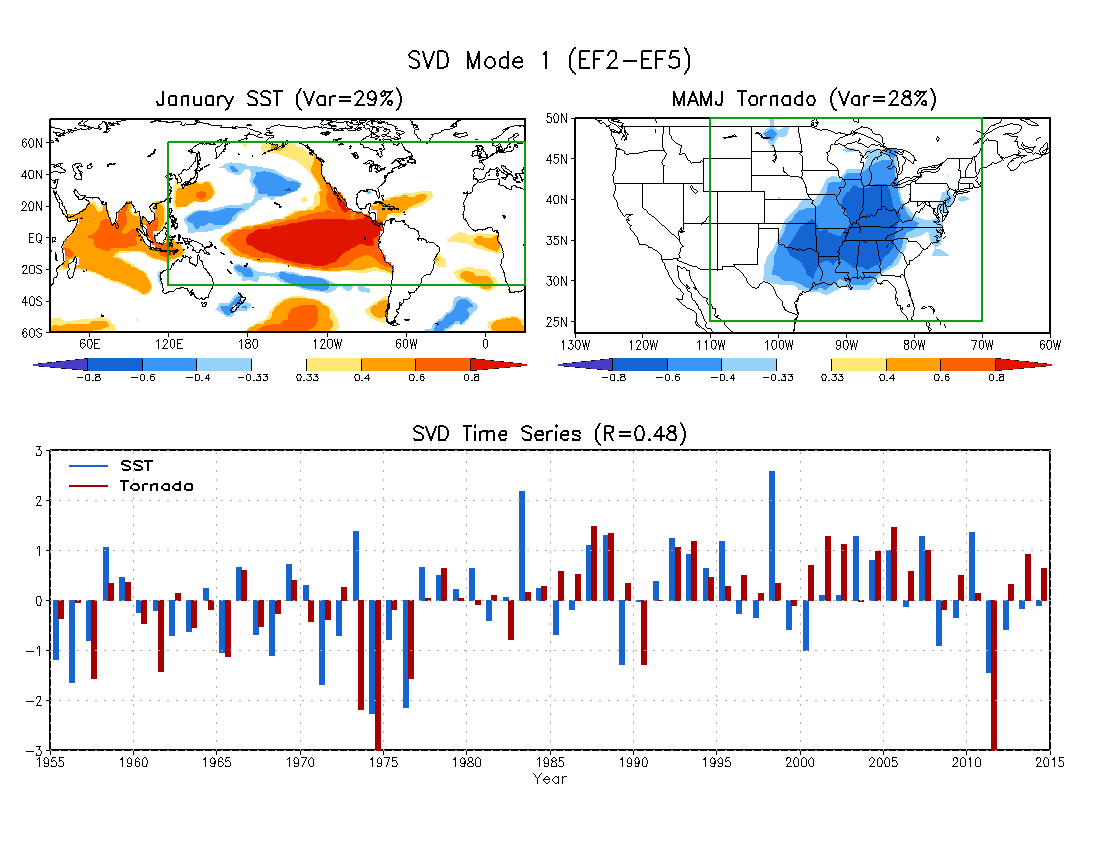 SVD Mode 1 (EF2−EF5)
January SST (Var=29%)
MAMJ Tornado (Var=28%)
60N
40N
20N
EQ
20S
40S
60S
60E 120E 180 120W 60W 0
−0.8 −0.6 −0.4 −0.33 0.33 0.4 0.6 0.8
50N
45N
40N
35N
30N
25N
130W 120W 110W 100W 90W 80W 70W 60W
−0.8 −0.6 −0.4 −0.33 0.33 0.4 0.6 0.8
SVD Time Series (R=0.48)
SST
Tornado
3
2
1
0
−1
−2
−3
1955 1960 1965 1970 1975 1980 1985 1990 1995 2000 2005 2010 2015
Year